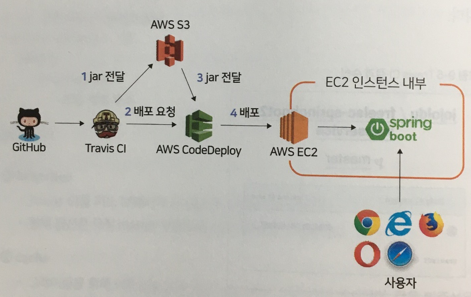 AWS S3
1 jar 전달
3 jar 전달
EC2 인스턴스 내부
2 배포 요청
4 배포
spring
boot
GitHub
Travis CI
AWS CodeDeploy
AWS EC2
사용자